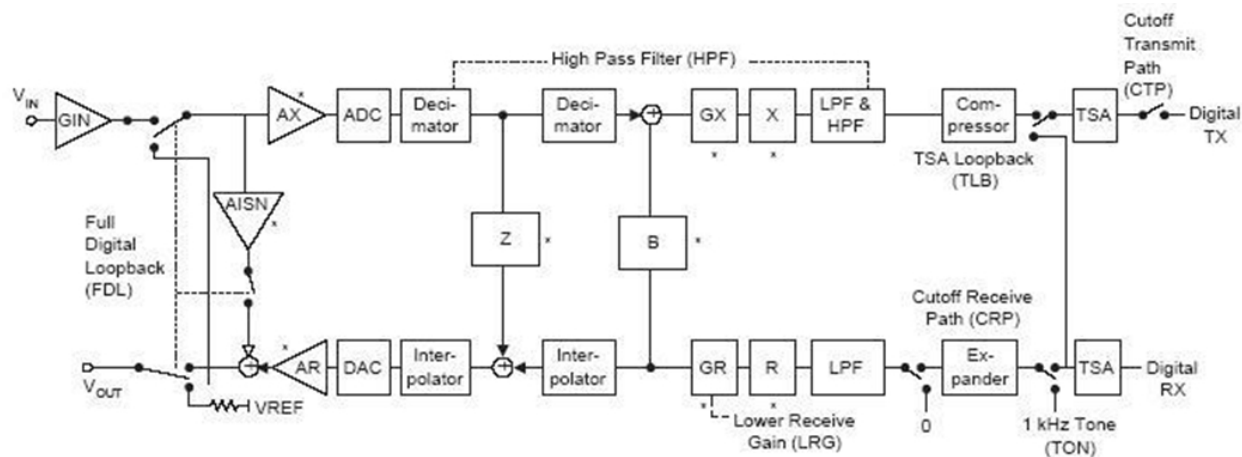 Cutoff
Transmit
Path
(CTP)
High Pass Filter (HPF)
V_IN
GIN
AX
*
ADC
Deci-
mator
Deci-
mator
+
GX
*
X
*
LPF &
HPF
Com-
pressor
TSA
Digital
TX
TSA Loopback
(TLB)
AISN
*
Full
Digital
Loopback
(FDL)
Z
*
B
*
Cutoff Receive
Path (CRP)
V_OUT
+
*
AR
DAC
Inter-
polator
+
Inter-
polator
GR
*
R
*
LPF
Ex-
pander
TSA
Digital
RX
VREF
Lower Receive
Gain (LRG)
0
1 kHz Tone
(TON)